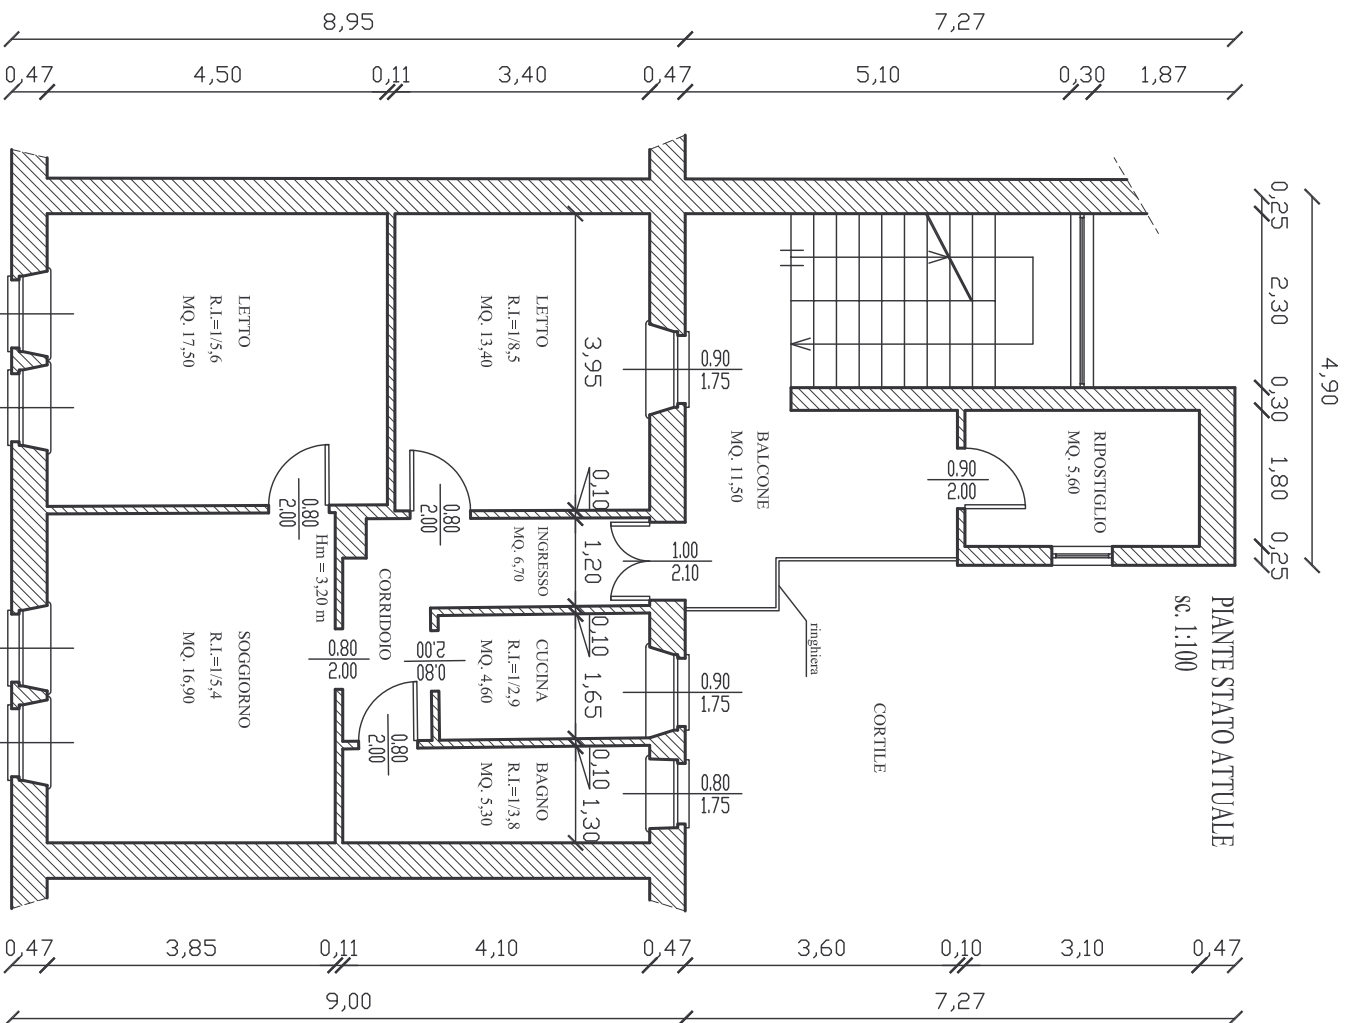 8,95
7,27
0,47
4,50
0,11
3,40
0,47
5,10
0,30
1,87
0,25
2,30
0,30
1,80
0,25
4,90
LETTO
R.I.=1/5,6
MQ. 17,50
LETTO
R.I.=1/8,5
MQ. 13,40
3,95
0.90
1.75
BALCONE
MQ. 11,50
RIPOSTIGLIO
MQ. 5,60
0.90
2.00
0.80
2.00
0.80
2.00
0,10
Hm = 3,20 m
INGRESSO
MQ. 6,70
1,20
1.00
2.10
CORRIDOIO
0.80
2.00
0.80
2.00
SOGGIORNO
R.I.=1/5,4
MQ. 16,90
CUCINA
R.I.=1/2,9
MQ. 4,60
0,10
1,65
0.90
1.75
ringhiera
0.80
2.00
BAGNO
R.I.=1/3,8
MQ. 5,30
0,10
1,30
0.80
1.75
CORTILE
PIANTE STATO ATTUALE
sc. 1:100
0,47
3,85
0,11
4,10
0,47
3,60
0,10
3,10
0,47
9,00
7,27